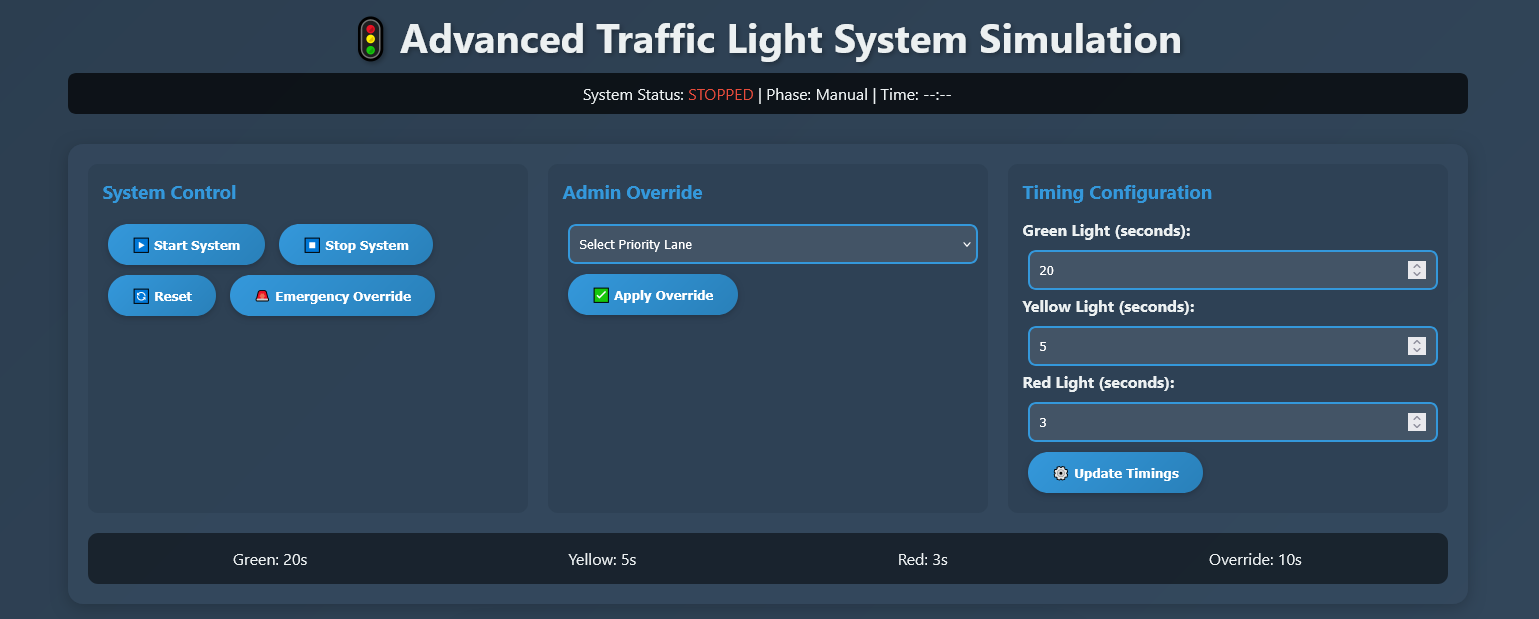 Advanced Traffic Light System Simulation
System Status: STOPPED | Phase: Manual | Time: --:--
System Control
Start System
Stop System
Reset
Emergency Override
Admin Override
Select Priority Lane
Apply Override
Timing Configuration
Green Light (seconds):
20
Yellow Light (seconds):
5
Red Light (seconds):
3
Update Timings
Green: 20s
Yellow: 5s
Red: 3s
Override: 10s